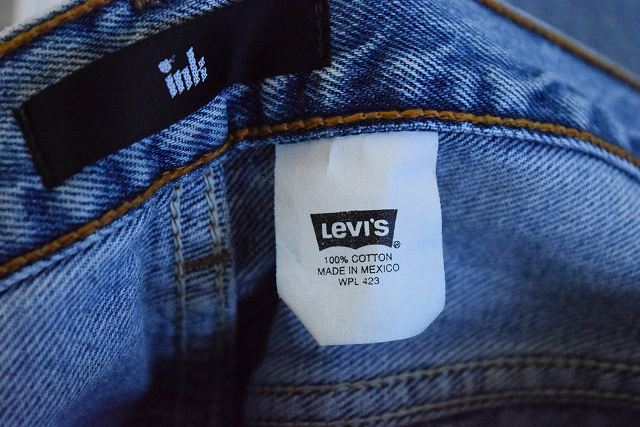 ink
Levi's
100% COTTON
MADE IN MEXICO
WPL 423